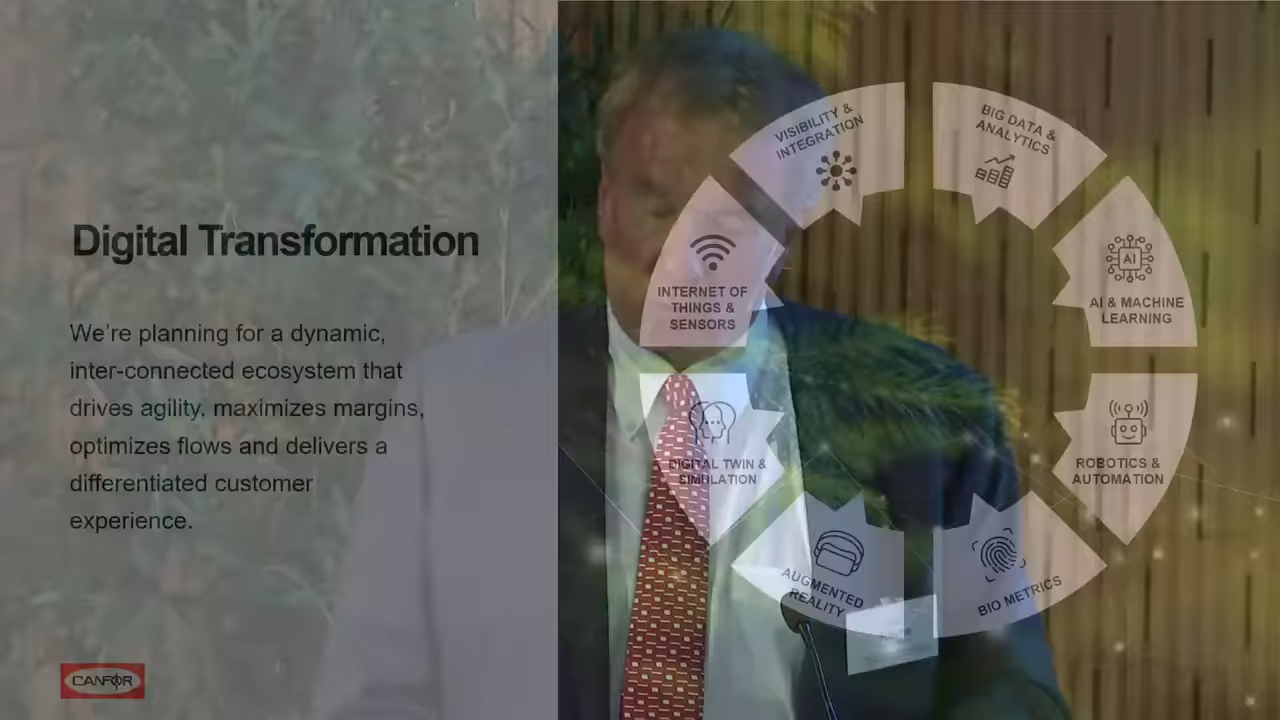 Digital Transformation
We're planning for a dynamic,
inter-connected ecosystem that
drives agility. maximizes margins,
optimizes flows and delivers a
differentiated customer
experience.
VISIBILITY &
INTEGRATION
BIG DATA &
ANALYTICS
INTERNET OF
THINGS &
SENSORS
AI
AI & MACHINE
LEARNING
DIGITAL TWIN &
SIMULATION
ROBOTICS &
AUTOMATION
AUGMENTED
REALITY
BIO METRICS
CANFOR